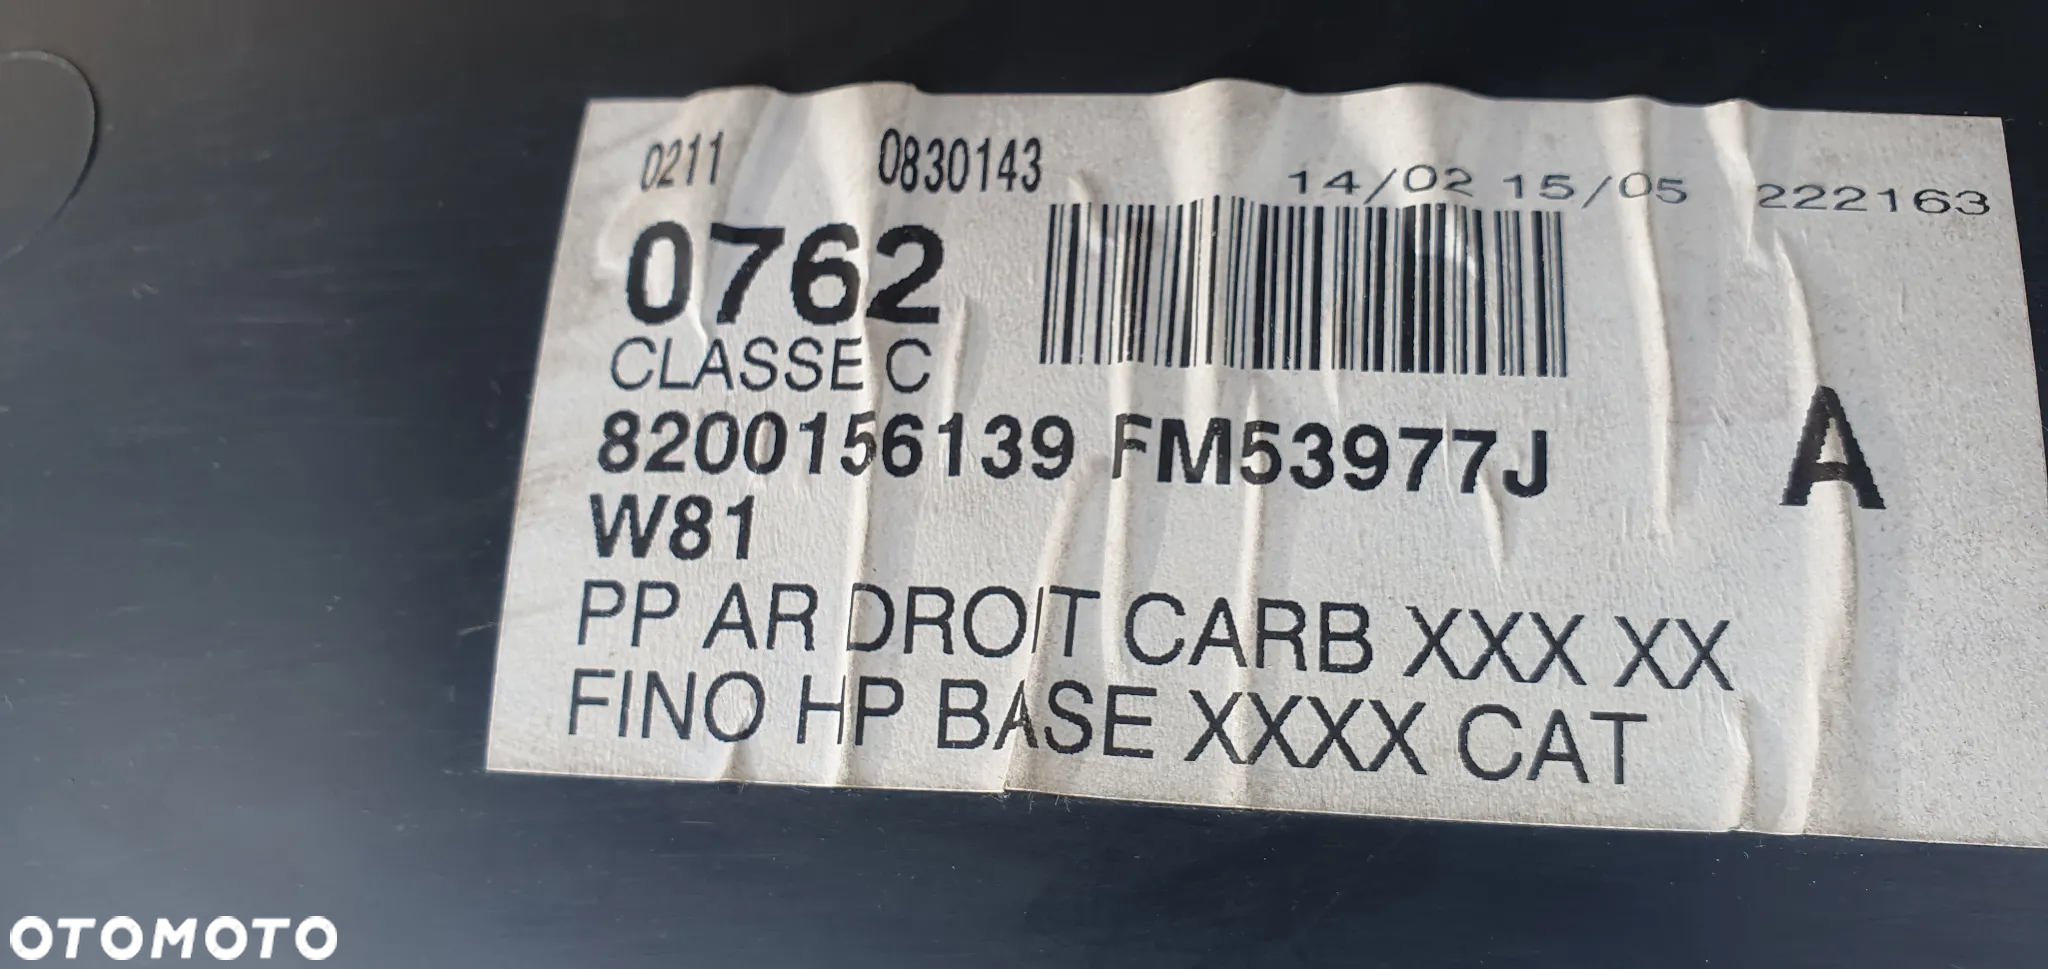 0211 0830143 14/02 15/05 222163
0762
CLASSE C
8200156139 FM53977J A
W81
PP AR DROIT CARB XXX XX
FINO HP BASE XXXX CAT
OTOMOTO